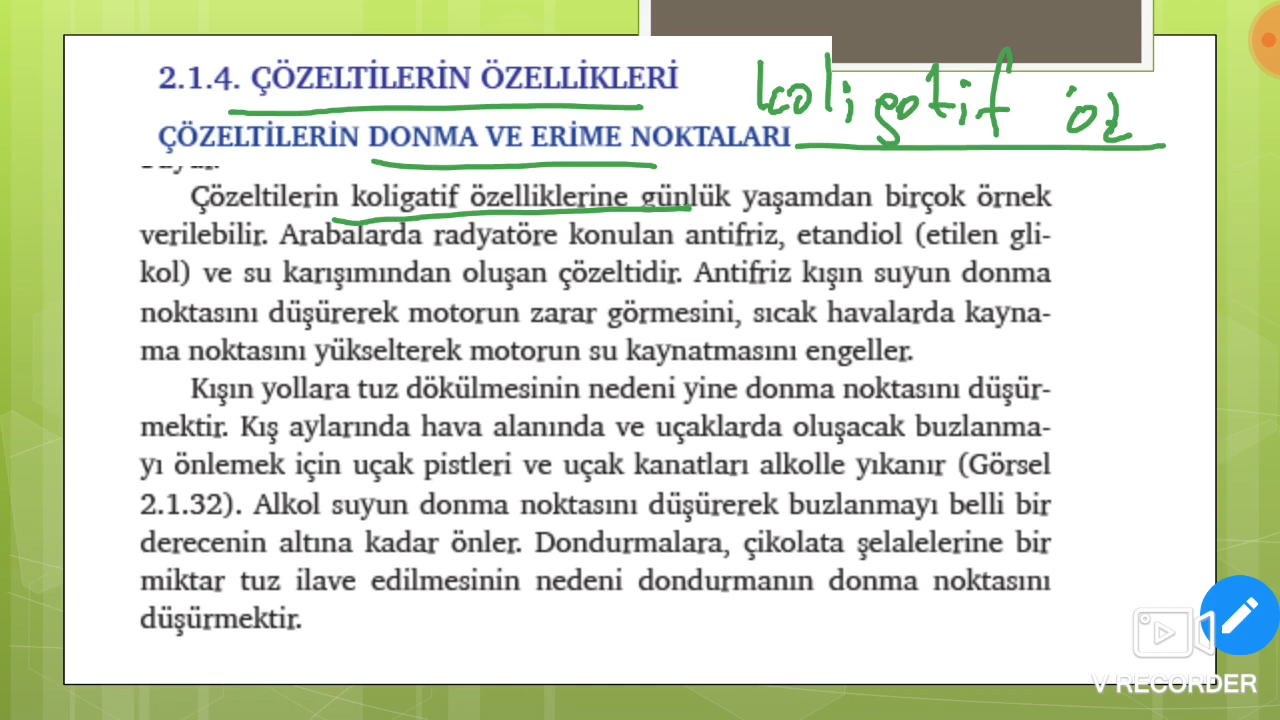 2.1.4. ÇÖZELTİLERİN ÖZELLİKLERİ
koligatif öz
ÇÖZELTİLERİN DONMA VE ERİME NOKTALARI
Çözeltilerin koligatif özelliklerine günlük yaşamdan birçok örnek
verilebilir. Arabalarda radyatöre konulan antifriz, etandiol (etilen gli-
kol) ve su karışımından oluşan çözeltidir. Antifriz kışın suyun donma
noktasını düşürerek motorun zarar görmesini, sıcak havalarda kayna-
ma noktasını yükselterek motorun su kaynatmasını engeller.
Kışın yollara tuz dökülmesinin nedeni yine donma noktasını düşür-
mektir. Kış aylarında hava alanında ve uçaklarda oluşacak buzlanma-
yı önlemek için uçak pistleri ve uçak kanatları alkolle yıkanır (Görsel
2.1.32). Alkol suyun donma noktasını düşürerek buzlanmayı belli bir
derecenin altına kadar önler. Dondurmalara, çikolata şelalelerine bir
miktar tuz ilave edilmesinin nedeni dondurmanın donma noktasını
düşürmektir.
V RECORDER